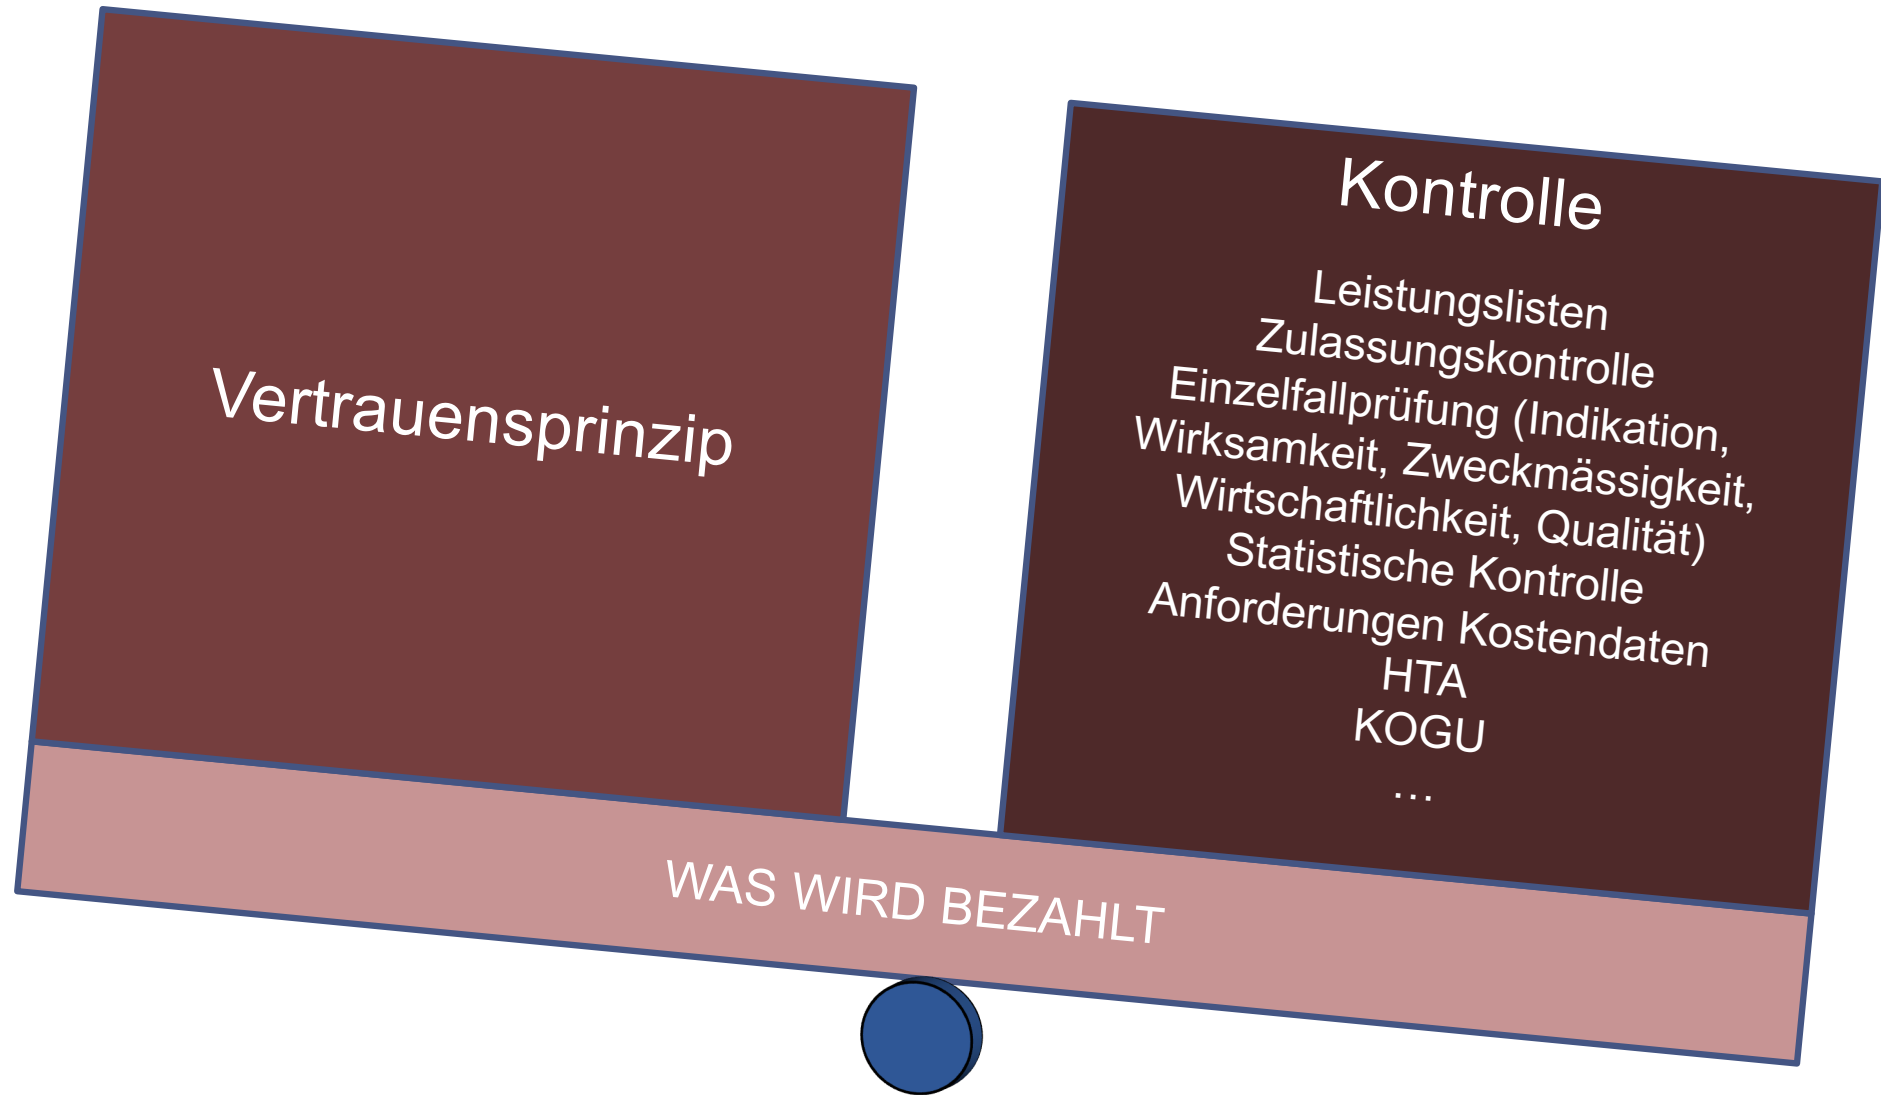 Vertrauensprinzip
Kontrolle
Leistungslisten
Zulassungskontrolle
Einzelfallprüfung (Indikation,
Wirksamkeit, Zweckmässigkeit,
Wirtschaftlichkeit, Qualität)
Statistische Kontrolle
Anforderungen Kostendaten
HTA
KOGU
…
WAS WIRD BEZAHLT